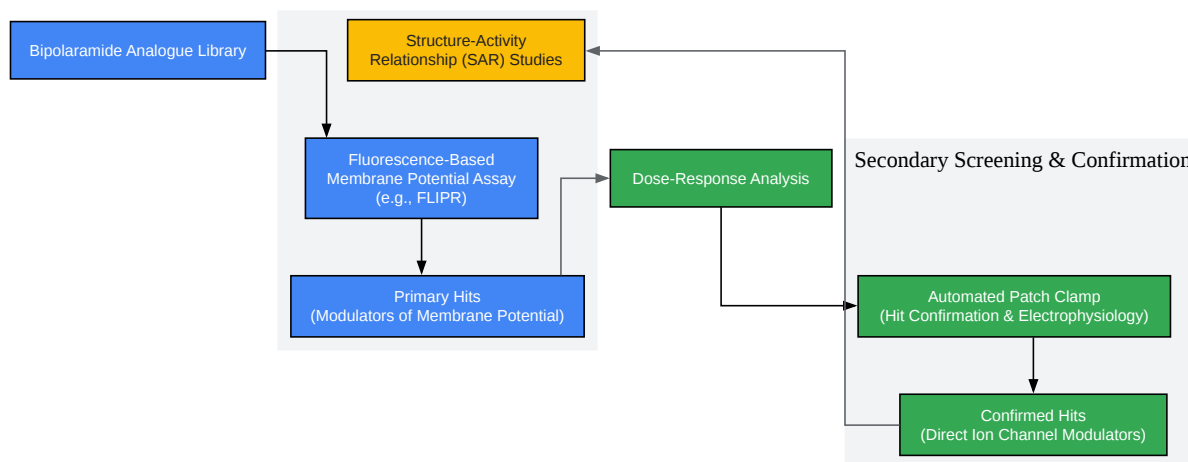 Bipolaramide Analogue Library
Structure-Activity
Relationship (SAR) Studies
Fluorescence-Based
Membrane Potential Assay
(e.g., FLIPR)
Primary Hits
(Modulators of Membrane Potential)
Dose-Response Analysis
Secondary Screening & Confirmation
Automated Patch Clamp
(Hit Confirmation & Electrophysiology)
Confirmed Hits
(Direct Ion Channel Modulators)